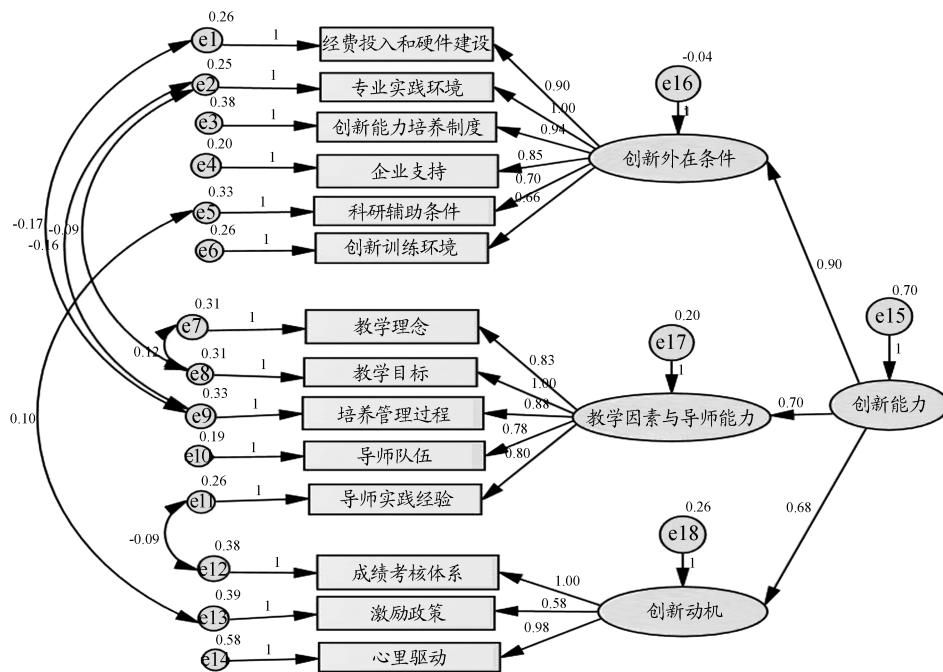 0.26
e1
1
经费投入和硬件建设
0.25
e2
1
专业实践环境
0.38
e3
1
创新能力培养制度
0.20
e4
1
企业支持
0.33
e5
1
科研辅助条件
0.26
e6
1
创新训练环境
0.90
1.00
0.94
0.85
0.70
0.66
-0.04
e16
1
创新外在条件
-0.17
-0.09
-0.16
0.10
0.12
0.31
e7
1
教学理念
0.31
e8
1
教学目标
0.33
e9
1
培养管理过程
0.19
e10
1
导师队伍
0.26
e11
1
导师实践经验
0.83
1.00
0.88
0.78
0.80
0.20
e17
1
教学因素与导师能力
0.90
0.70
0.68
0.70
e15
1
创新能力
-0.09
0.38
e12
1
成绩考核体系
0.39
e13
1
激励政策
0.58
e14
1
心里驱动
1.00
0.58
0.98
0.26
e18
1
创新动机